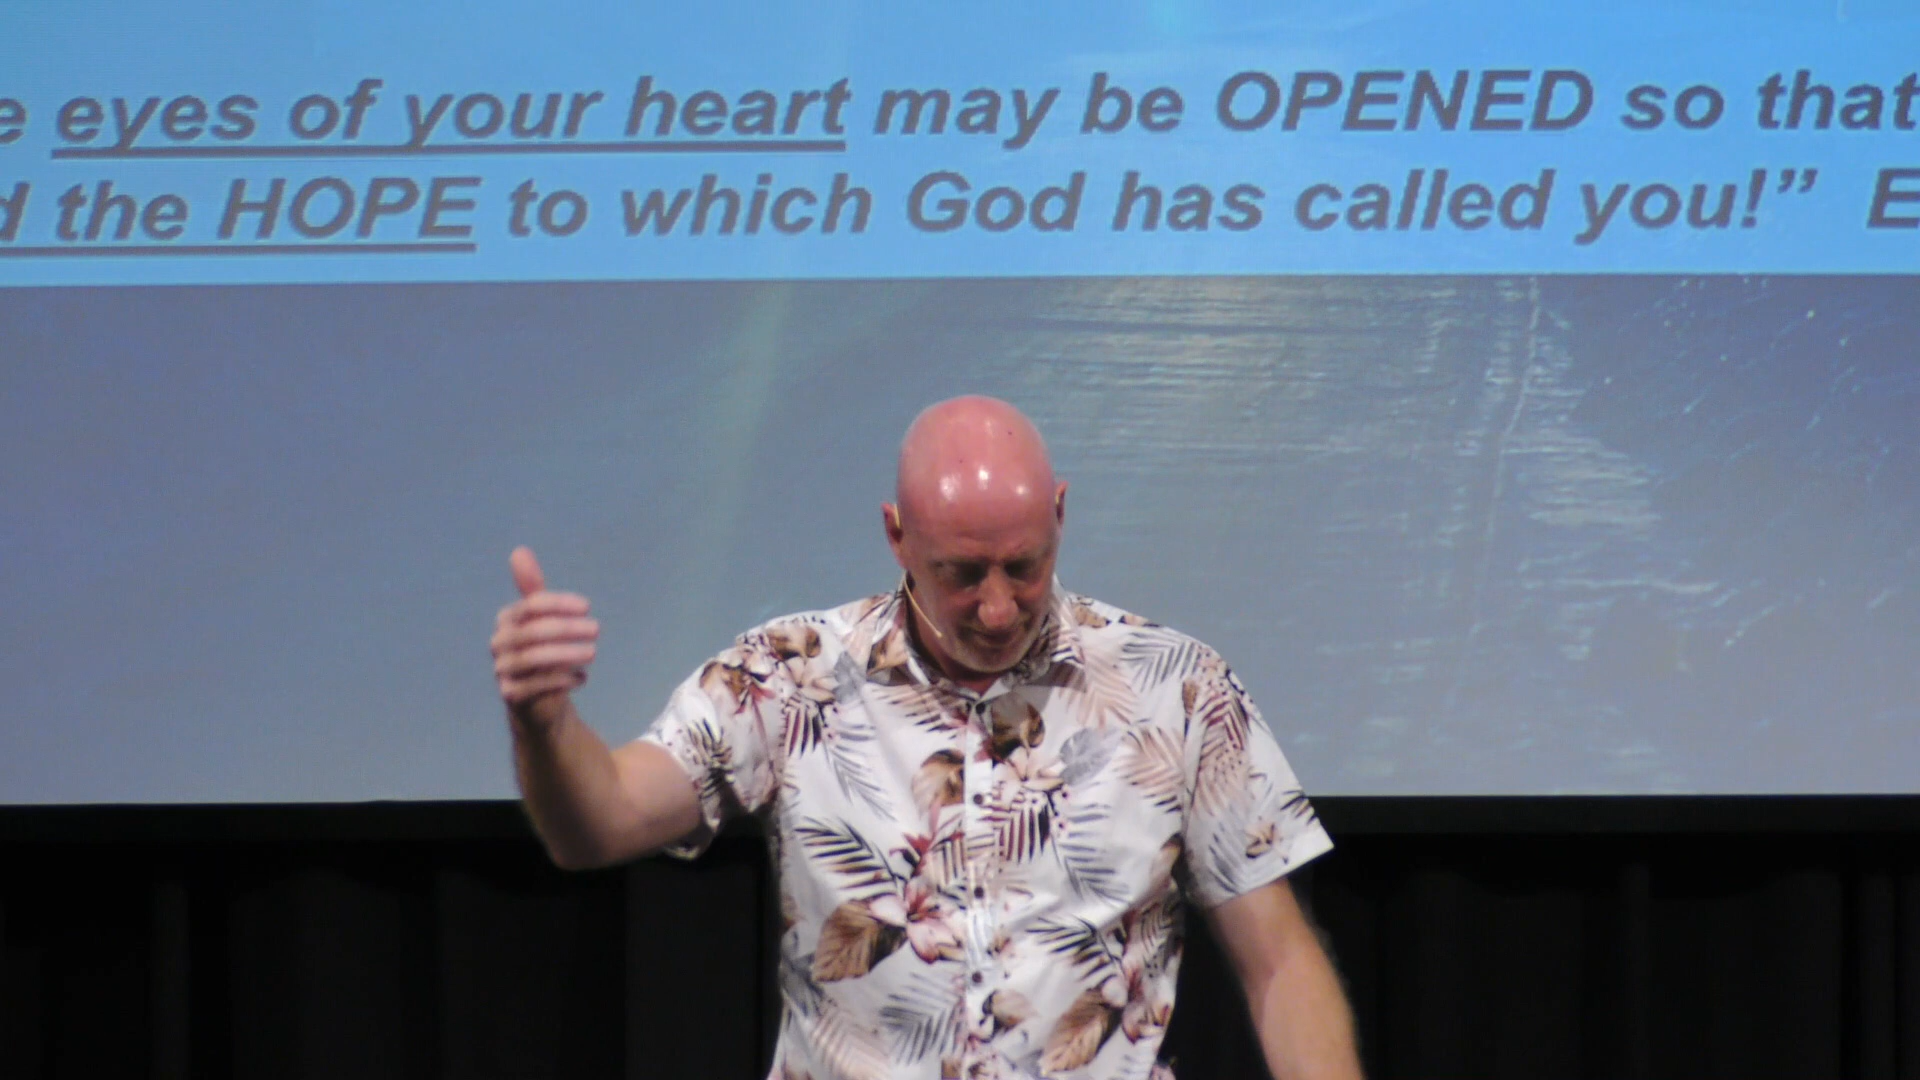 eyes of your heart may be OPENED so that
the HOPE to which God has called you!”